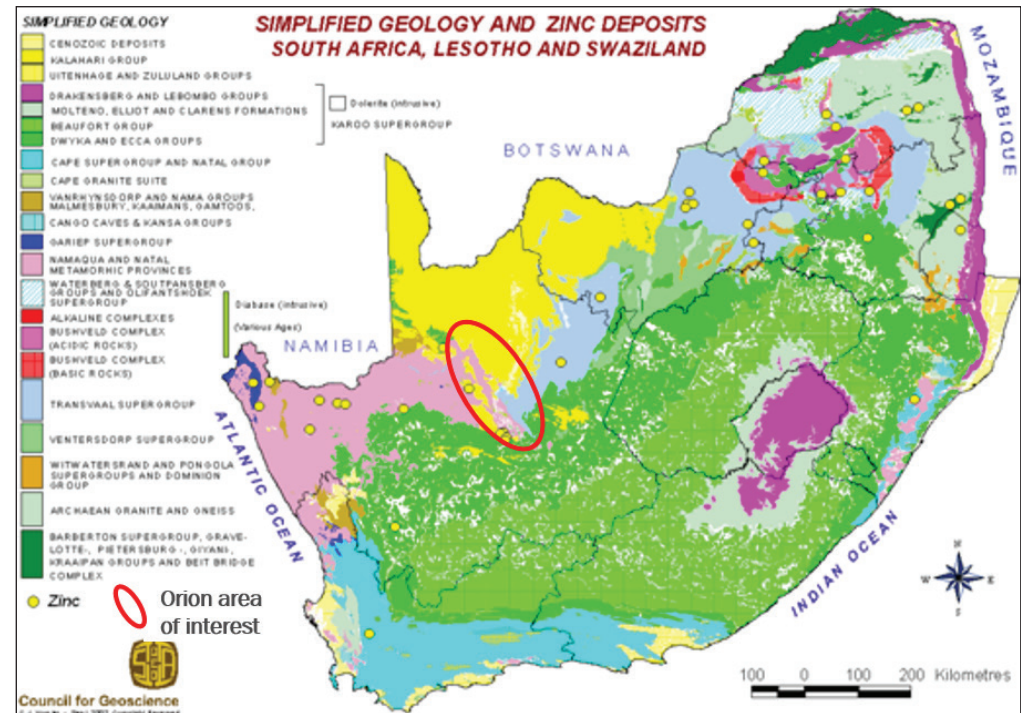 SIMPLIFIED GEOLOGY
CENOZOIC DEPOSITS
KALAHARI GROUP
UITENHAGE AND ZULULAND GROUPS
DRAKENSBERG AND LEBOMBO GROUPS
MOLTENO, ELLIOT AND CLARENS FORMATIONS
BEAUFORT GROUP
DWYKA AND ECCA GROUPS
CAPE SUPERGROUP AND NATAL GROUP
CAPE GRANITE SUITE
VANRHYNSDORP AND NAMA GROUPS
MALMESBURY, KAAIMANS, GAMTOOS,
CANGO CAVES & KANSA GROUPS
GARIEP SUPERGROUP
NAMAQUA AND NATAL
METAMORHIC PROVINCES
WATERBERG & SOUTPANSBERG
GROUPS AND OLIFANTSHOEK
SUPERGROUP
ALKALINE COMPLEXES
BUSHVELD COMPLEX
(ACIDIC ROCKS)
BUSHVELD COMPLEX
(BASIC ROCKS)
TRANSVAAL SUPERGROUP
VENTERSDORP SUPERGROUP
WITWATERSRAND AND PONGOLA
SUPERGROUPS AND DOMINION
GROUP
ARCHAEAN GRANITE AND GNEISS
BARBERTON SUPERGROUP, GRAVE-
LOTTE-, PIETERSBURG-, GIYANI,
KRAAIPAN GROUPS AND BEIT BRIDGE
COMPLEX
Zinc
Orion area
of interest
Council for Geoscience
SIMPLIFIED GEOLOGY AND ZINC DEPOSITS
SOUTH AFRICA, LESOTHO AND SWAZILAND
Dolerite (intrusive)
KAROO SUPERGROUP
Diabase (intrusive)
(Various Ages)
BOTSWANA
NAMIBIA
MOZAMBIQUE
ATLANTIC OCEAN
INDIAN OCEAN
N
W
E
S
100 0 100 200 Kilometres